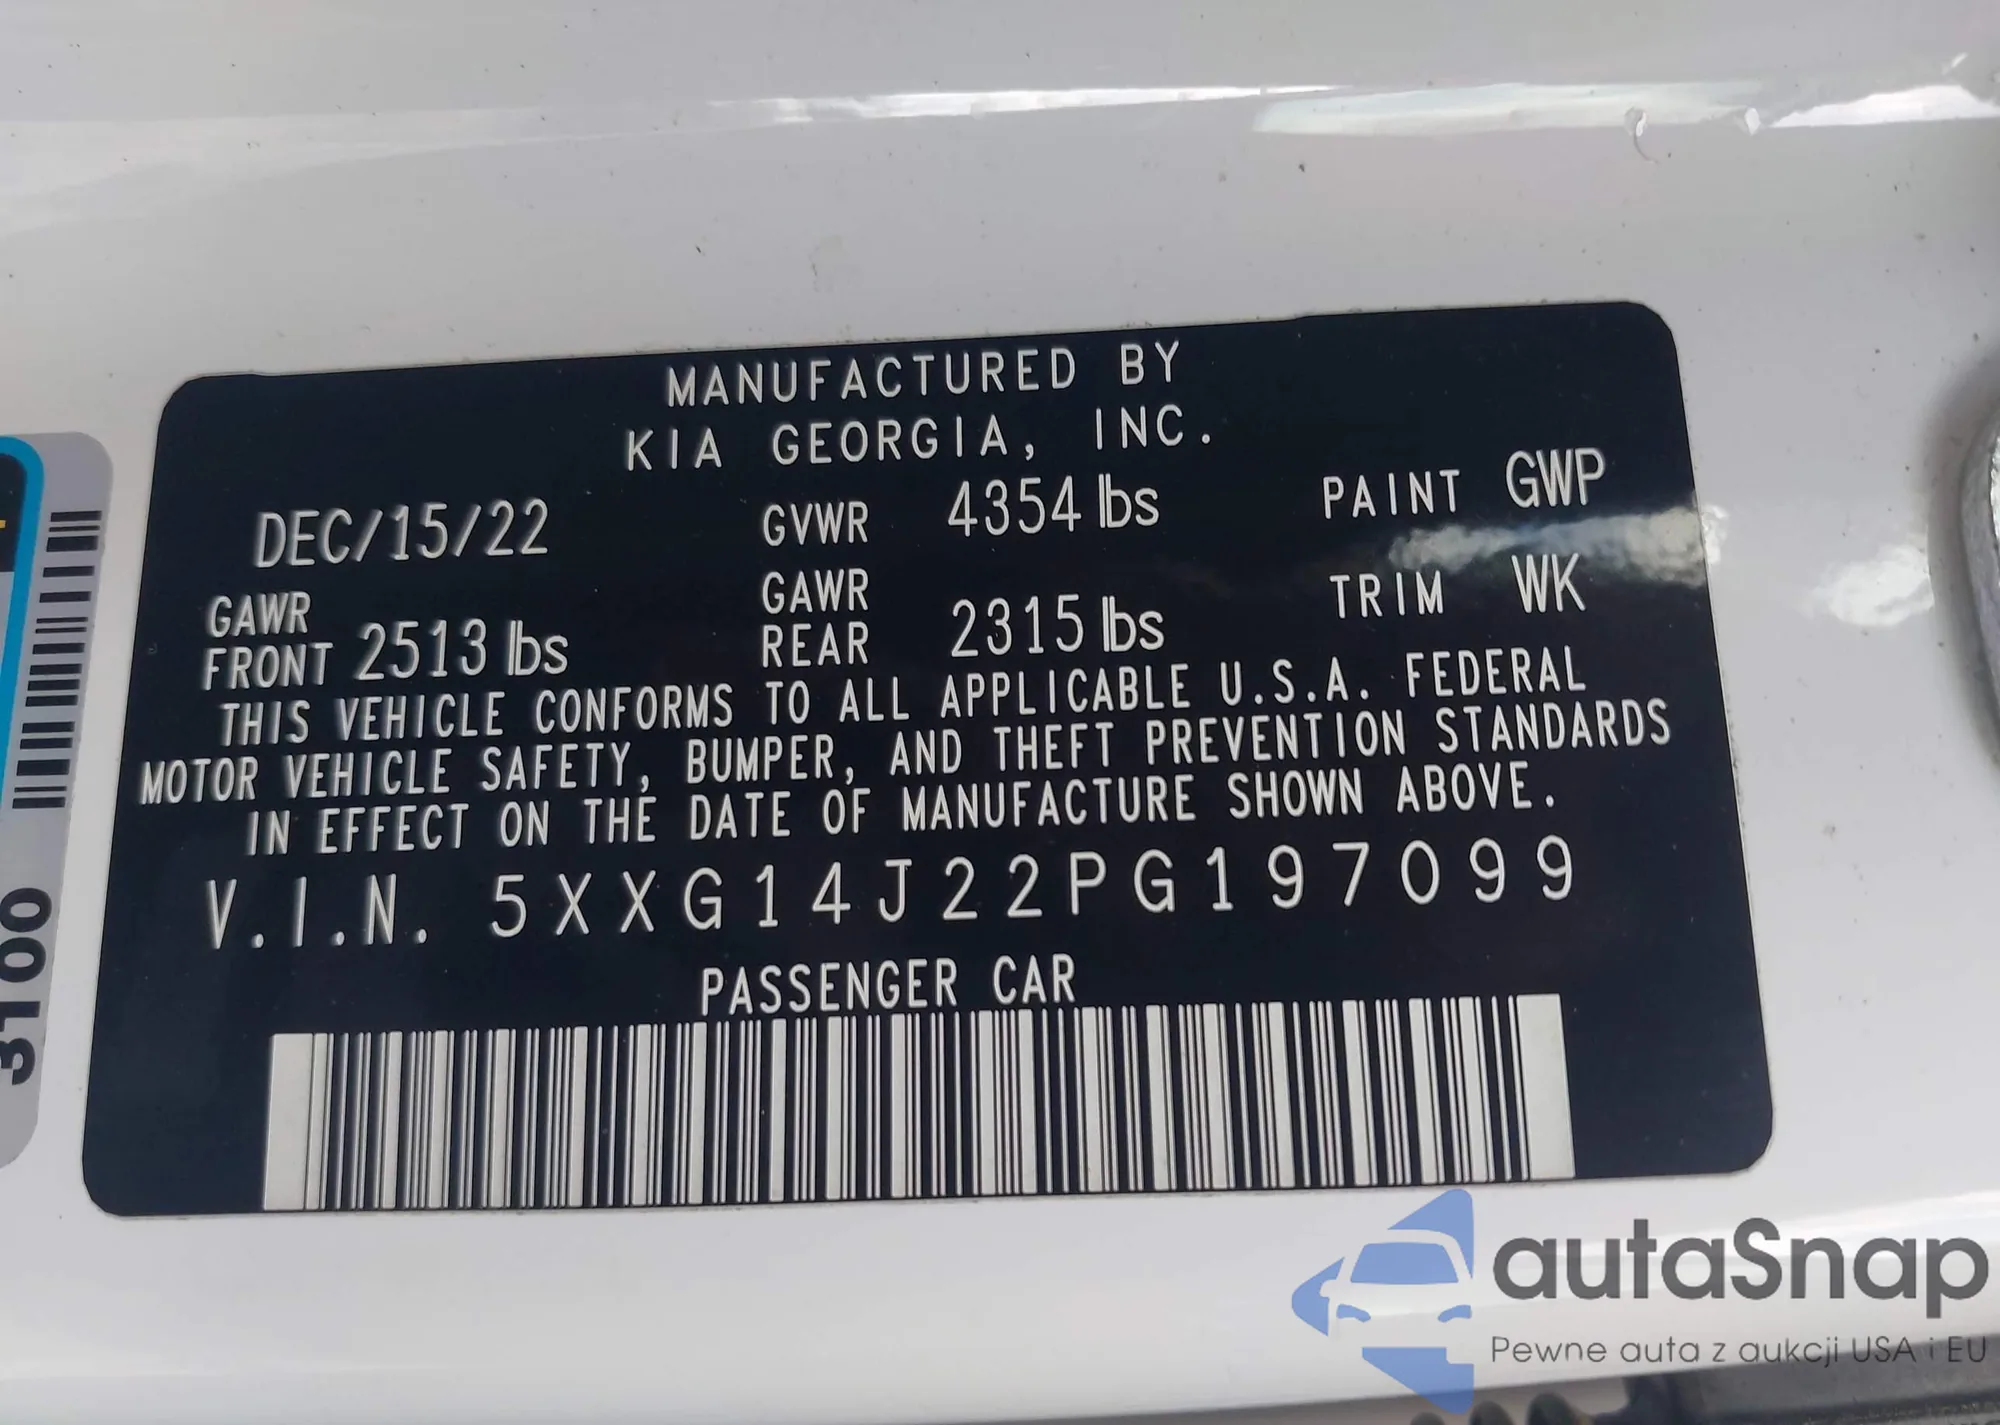 MANUFACTURED BY
KIA GEORGIA, INC.
DEC/15/22 GVWR 4354 lbs PAINT GWP
GAWR FRONT 2513 lbs GAWR REAR 2315 lbs TRIM WK
THIS VEHICLE CONFORMS TO ALL APPLICABLE U.S.A. FEDERAL
MOTOR VEHICLE SAFETY, BUMPER, AND THEFT PREVENTION STANDARDS
IN EFFECT ON THE DATE OF MANUFACTURE SHOWN ABOVE.
V.I.N. 5XXG14J22PG197099
PASSENGER CAR
3100
autaSnap
Pewne auta z aukcji USA i EU